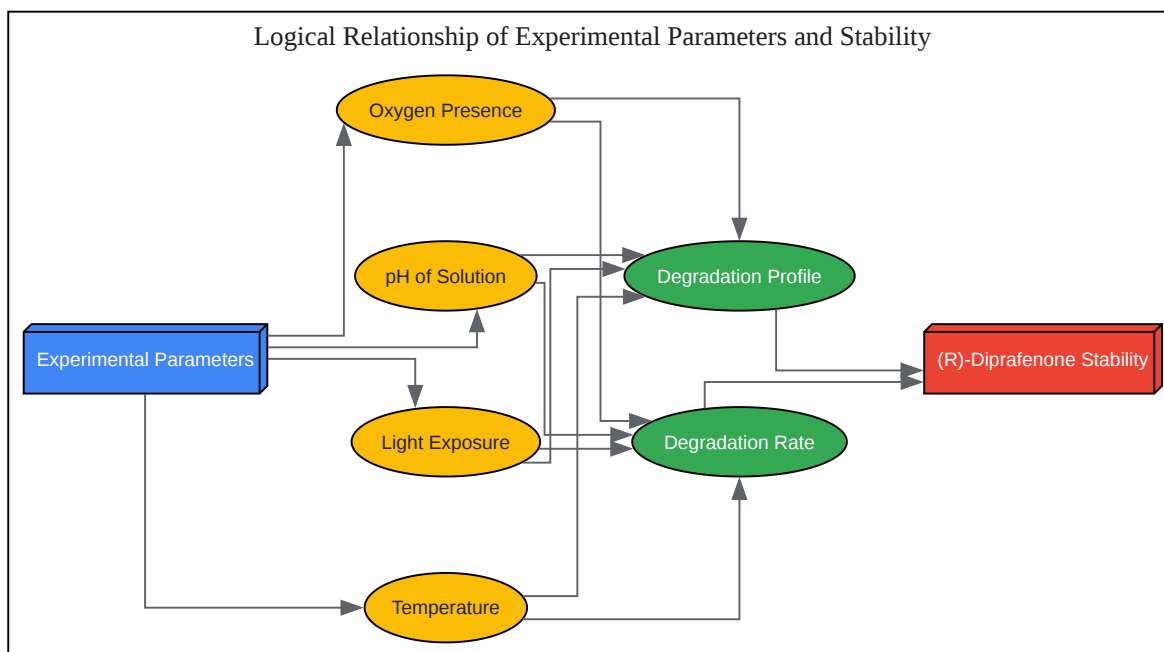 Logical Relationship of Experimental Parameters and Stability
Oxygen Presence
pH of Solution
Degradation Profile
Experimental Parameters
(R)-Diprafenone Stability
Light Exposure
Degradation Rate
Temperature